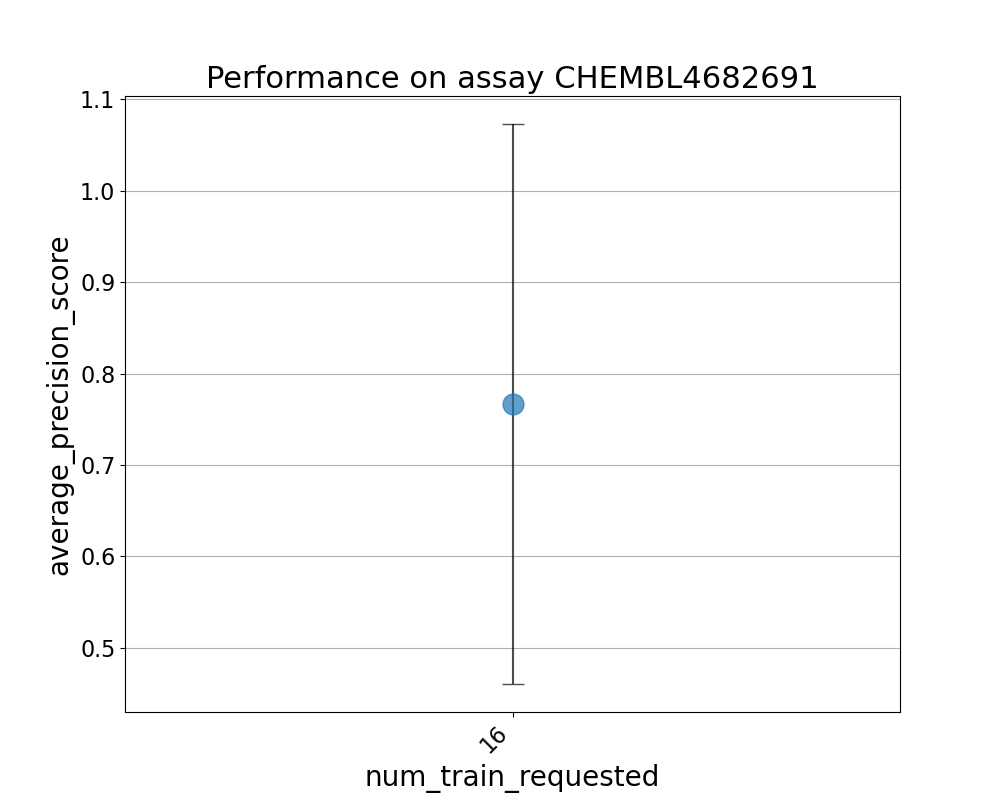 Performance on assay CHEMBL4682691
average_precision_score
1.1
1.0
0.9
0.8
0.7
0.6
0.5
16
num_train_requested